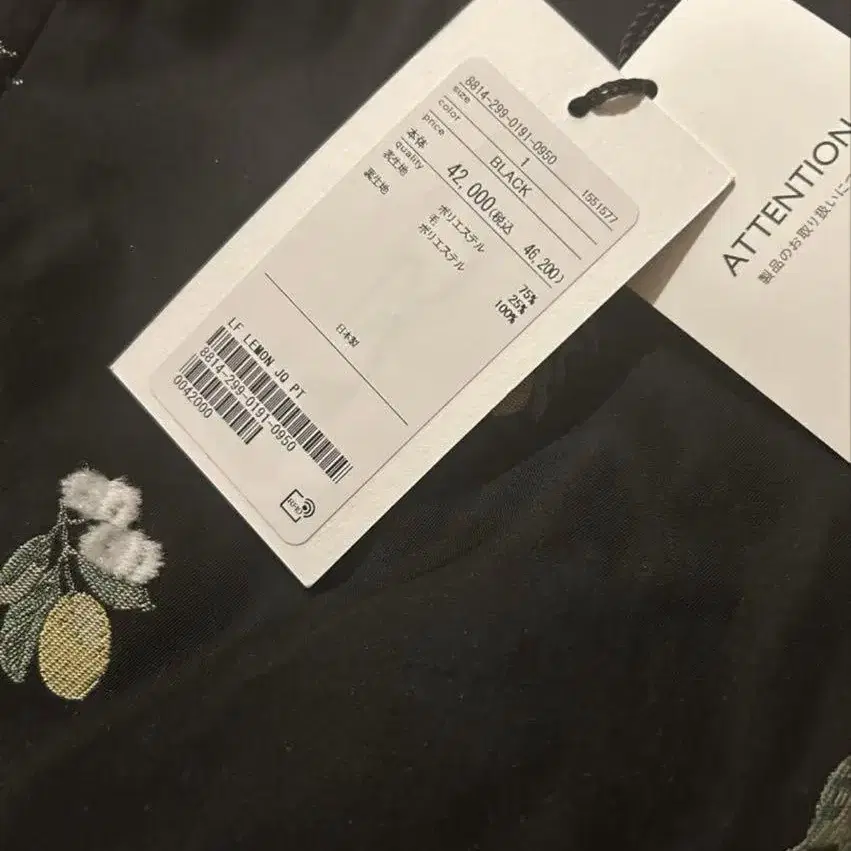 8814-299-0191-0950
size 1 1551577
color BLACK
price 42,000(税込 46,200)
本体
quality
表生地 ポリエステル 75%
毛 25%
裏生地 ポリエステル 100%
日本製
LF LEMON JQ PT
8814-299-0191-0950
0042000
RFID
ATTENTION
製品のお取り扱いに